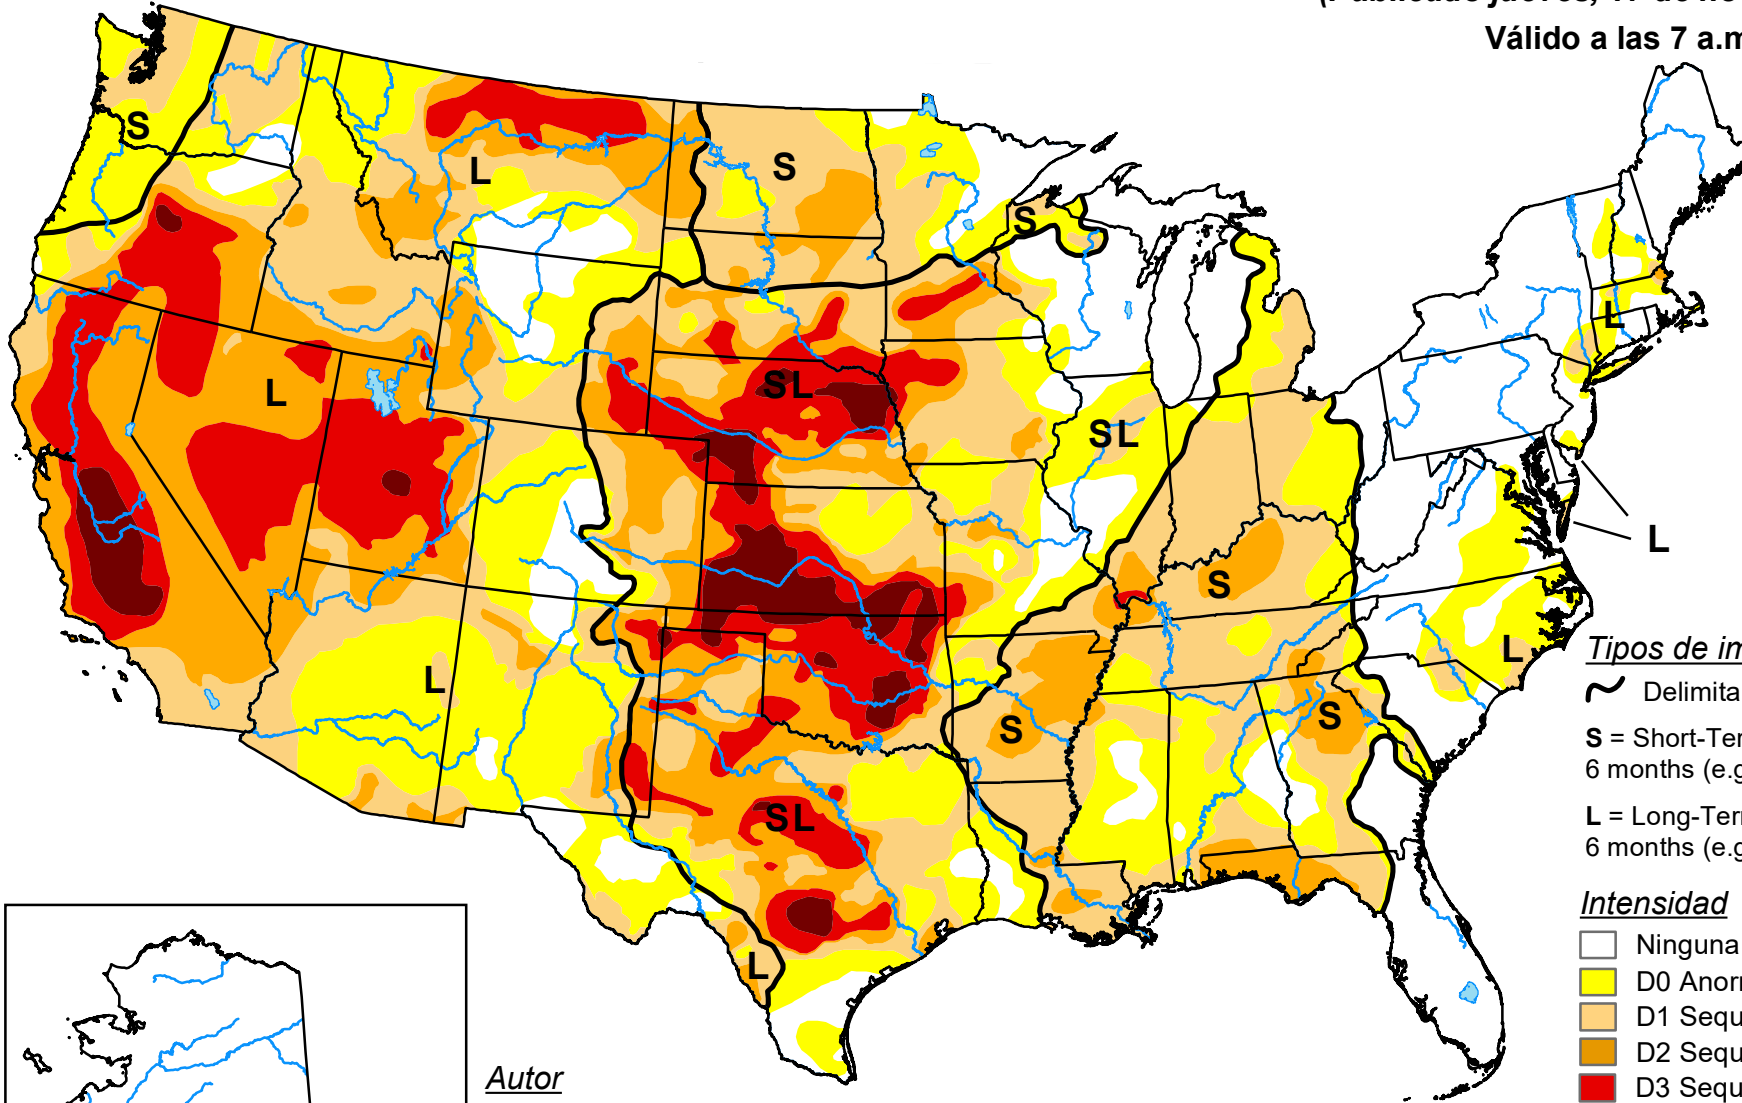 Válido a las 7 a.m
S
L
S
S
L
SL
SL
L
L
S
L
L
S
S
S
L
SL
L
Tipos de im
Delimita
S = Short-Ter
6 months (e.g
L = Long-Terr
6 months (e.g
Intensidad
Ninguna
D0 Anorr
D1 Sequ
D2 Sequ
D3 Sequ
Autor